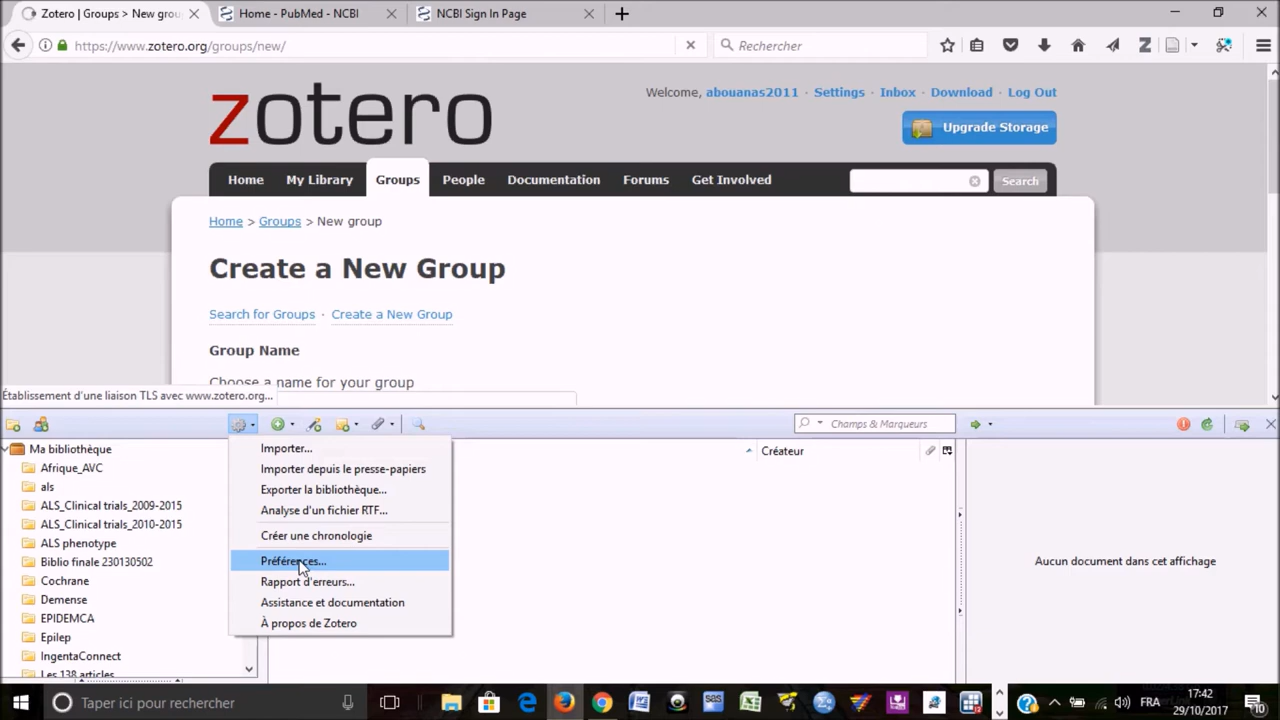 Zotero | Groups > New grou
Home - PubMed - NCBI
NCBI Sign In Page
https://www.zotero.org/groups/new/
Rechercher
zotero
Welcome, abouanas2011 · Settings · Inbox · Download · Log Out
Upgrade Storage
Home
My Library
Groups
People
Documentation
Forums
Get Involved
Search
Home > Groups > New group
Create a New Group
Search for Groups · Create a New Group
Group Name
Choose a name for your group
Établissement d'une liaison TLS avec www.zotero.org...
Champs & Marqueurs
Ma bibliothèque
Afrique_AVC
als
ALS_Clinical trials_2009-2015
ALS_Clinical trials_2010-2015
ALS phenotype
Biblio finale 230130502
Cochrane
Demense
EPIDEMCA
Epilep
IngentaConnect
Les 138 articles
Importer...
Importer depuis le presse-papiers
Exporter la bibliothèque...
Analyse d'un fichier RTF...
Créer une chronologie
Préférences...
Rapport d'erreurs...
Assistance et documentation
À propos de Zotero
Créateur
Aucun document dans cet affichage
Taper ici pour rechercher
SAS
FRA
17:42
29/10/2017
10